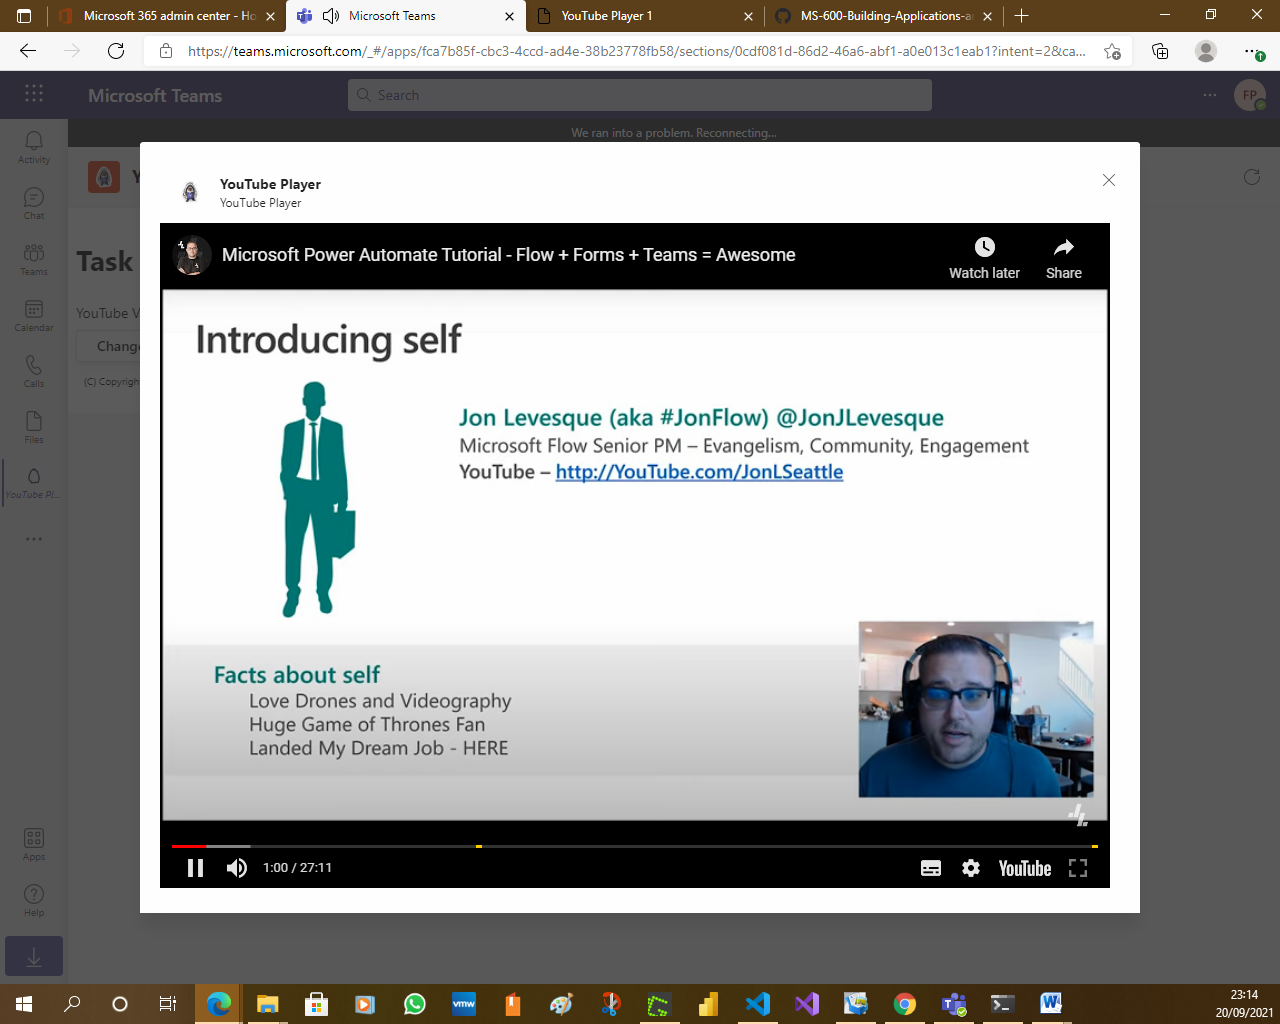 Microsoft 365 admin center - Ho
Microsoft Teams
YouTube Player 1
MS-600-Building-Applications-a
https://teams.microsoft.com/_#/apps/fca7b85f-cbc3-4ccd-ad4e-38b23778fb58/sections/0cdf081d-86d2-46a6-abf1-a0e013c1eab1?intent=2&ca...
Microsoft Teams
Search
FP
We ran into a problem. Reconnecting...
Activity
Chat
Teams
Calendar
Calls
Files
YouTube Pl...
Apps
Help
Y
Task
YouTube V
Change
(C) Copyrigh
YouTube Player
YouTube Player
Microsoft Power Automate Tutorial - Flow + Forms + Teams = Awesome
Watch later
Share
Introducing self
Jon Levesque (aka #JonFlow) @JonJLevesque
Microsoft Flow Senior PM – Evangelism, Community, Engagement
YouTube – http://YouTube.com/JonLSeattle
Facts about self
Love Drones and Videography
Huge Game of Thrones Fan
Landed My Dream Job - HERE
1:00 / 27:11
YouTube
vmw
23:14
20/09/2021